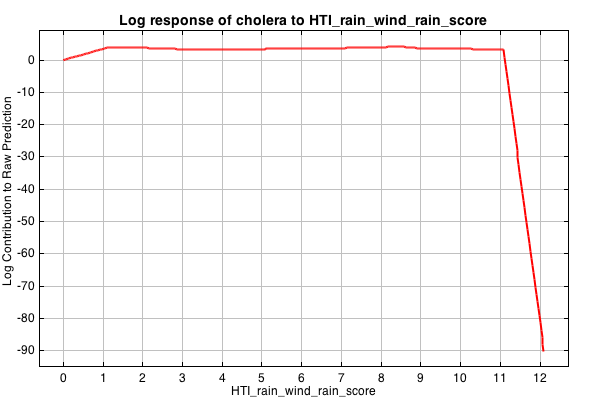 Log response of cholera to HTI_rain_wind_rain_score
Log Contribution to Raw Prediction
0
-10
-20
-30
-40
-50
-60
-70
-80
-90
0 1 2 3 4 5 6 7 8 9 10 11 12
HTI_rain_wind_rain_score